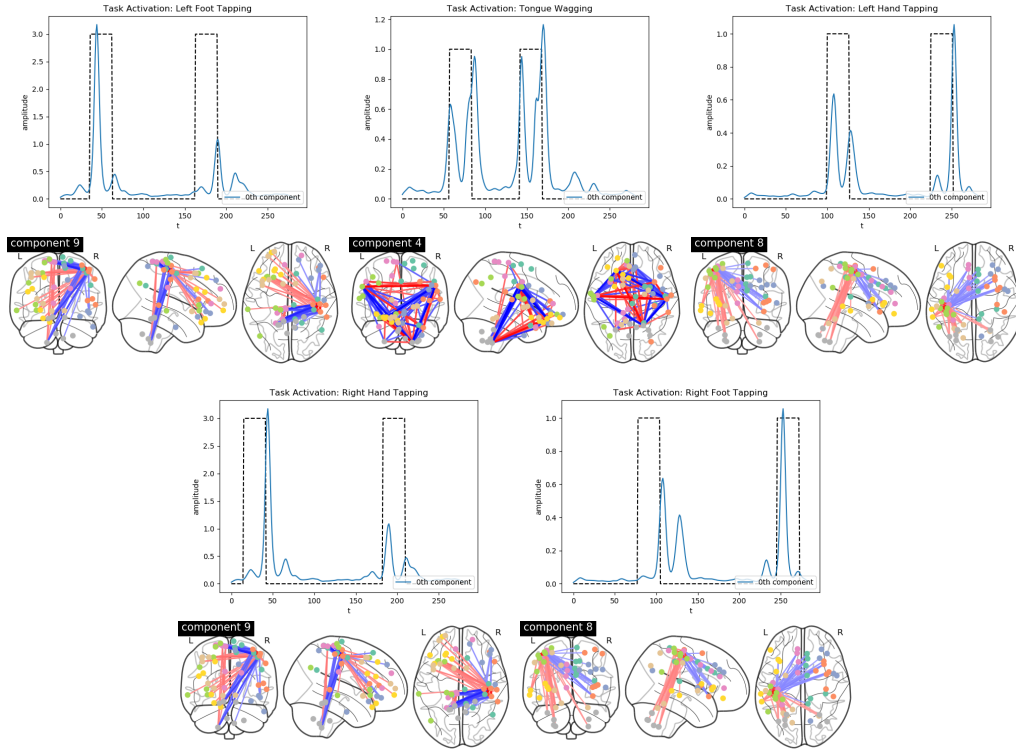 Task Activation: Left Foot Tapping
Task Activation: Tongue Wagging
Task Activation: Left Hand Tapping
amplitude
3.0
2.5
2.0
1.5
1.0
0.5
0.0
0 50 100 150 200 250
t
0th component
amplitude
1.2
1.0
0.8
0.6
0.4
0.2
0.0
0 50 100 150 200 250
t
0th component
amplitude
1.0
0.8
0.6
0.4
0.2
0.0
0 50 100 150 200 250
t
0th component
component 9
L R
component 4
L R
component 8
L R
Task Activation: Right Hand Tapping
Task Activation: Right Foot Tapping
amplitude
3.0
2.5
2.0
1.5
1.0
0.5
0.0
0 50 100 150 200 250
t
0th component
amplitude
1.0
0.8
0.6
0.4
0.2
0.0
0 50 100 150 200 250
t
0th component
component 9
L R
component 8
L R